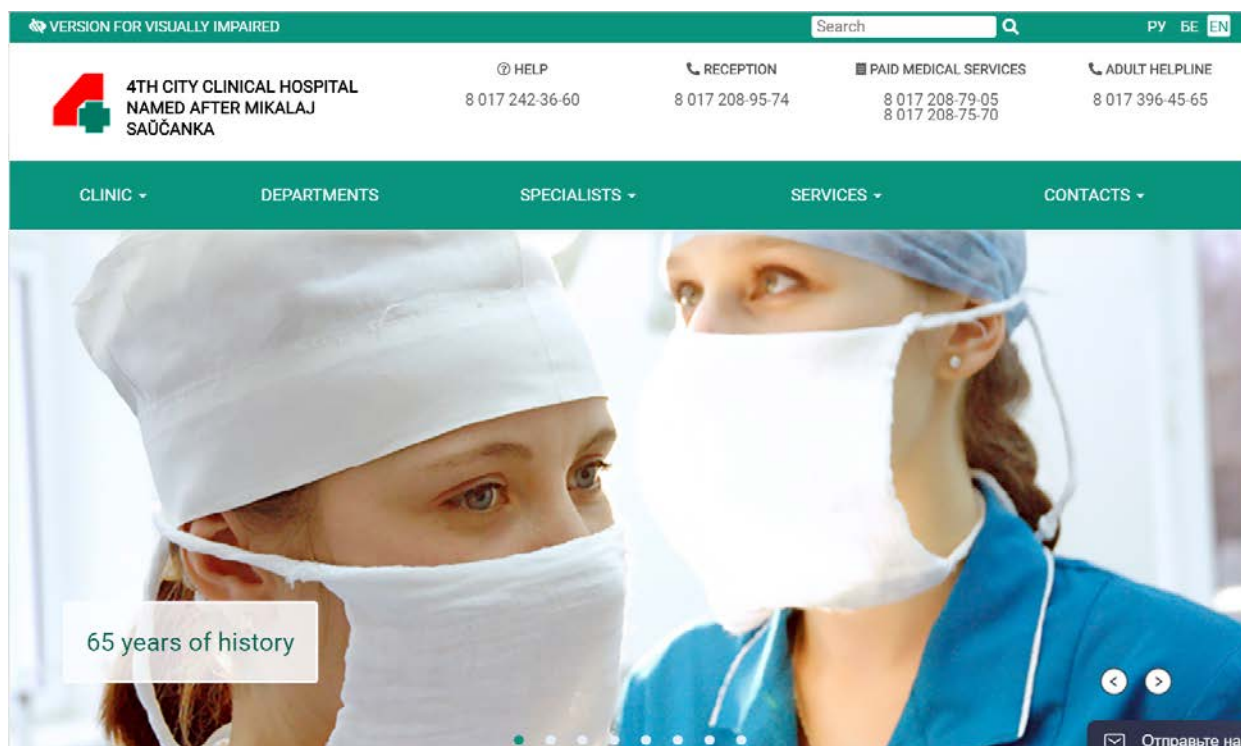 VERSION FOR VISUALLY IMPAIRED
Search
РУ БЕ EN
4TH CITY CLINICAL HOSPITAL
NAMED AFTER MIKALAJ
SAŬČANKA
HELP
8 017 242-36-60
RECEPTION
8 017 208-95-74
PAID MEDICAL SERVICES
8 017 208-79-05
8 017 208-75-70
ADULT HELPLINE
8 017 396-45-65
CLINIC
DEPARTMENTS
SPECIALISTS
SERVICES
CONTACTS
65 years of history
Отправьте на